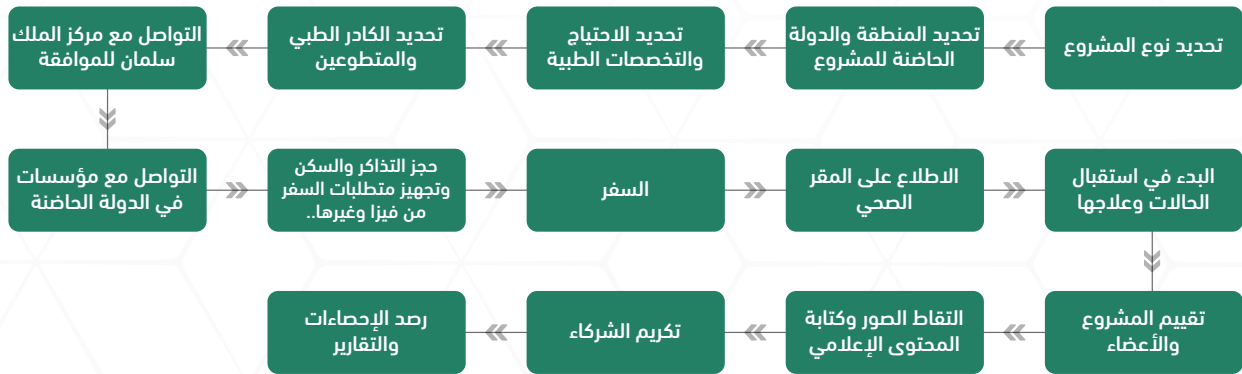 تحديد نوع المشروع
تحديد المنطقة والدولة
الحاضنة للمشروع
تحديد الاحتياج
والتخصصات الطبية
تحديد الكادر الطبي
والمتطوعين
التواصل مع مركز الملك
سلمان للموافقة
التواصل مع مؤسسات
في الدولة الحاضنة
حجز التذاكر والسكن
وتجهيز متطلبات السفر
من فيزا وغيرها..
السفر
الاطلاع على المقر
الصحي
البدء في استقبال
الحالات وعلاجها
تقييم المشروع
والأعضاء
التقاط الصور وكتابة
المحتوى الإعلامي
تكريم الشركاء
رصد الإحصاءات
والتقارير